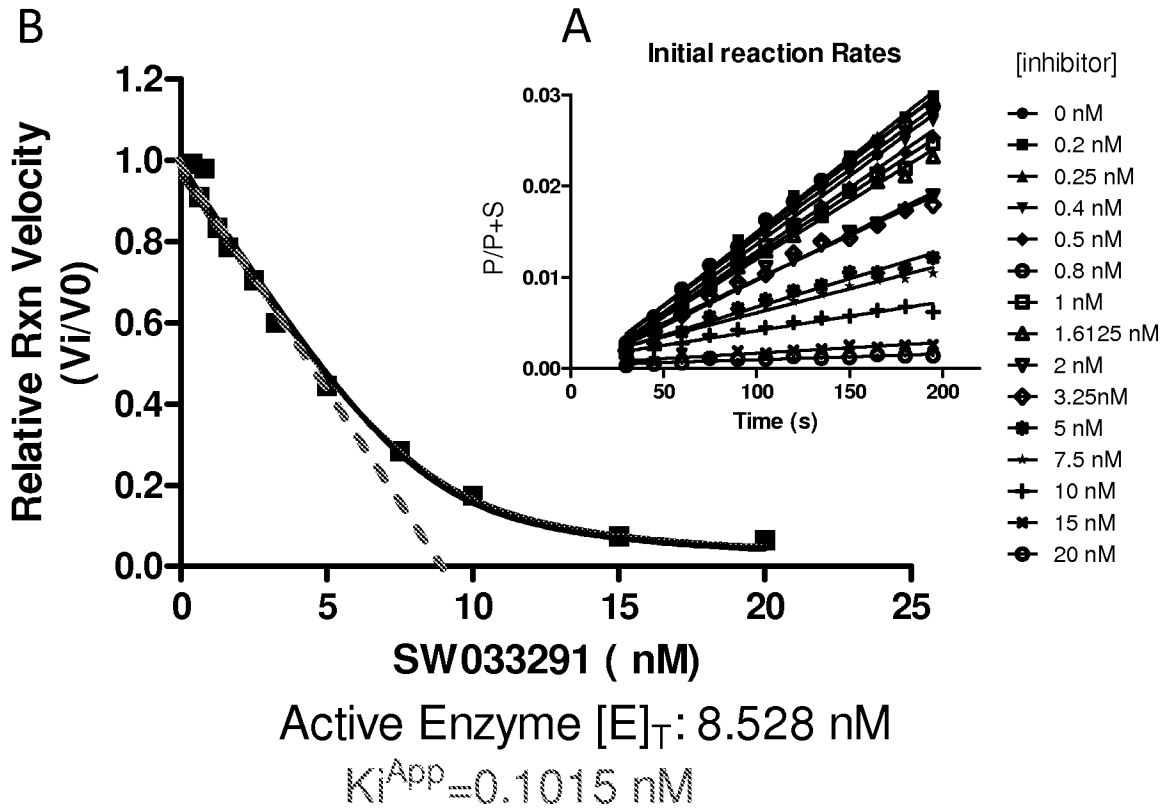 B
A
Initial reaction Rates
[inhibitor]
0 nM
0.2 nM
0.25 nM
0.4 nM
0.5 nM
0.8 nM
1 nM
1.6125 nM
2 nM
3.25nM
5 nM
7.5 nM
10 nM
15 nM
20 nM
P/P+S
0.03
0.02
0.01
0.00
0 50 100 150 200
Time (s)
Relative Rxn Velocity
(Vi/V0)
1.2
1.0
0.8
0.6
0.4
0.2
0.0
0 5 10 15 20 25
SW033291 ( nM)
Active Enzyme [E]T: 8.528 nM
KiApp=0.1015 nM